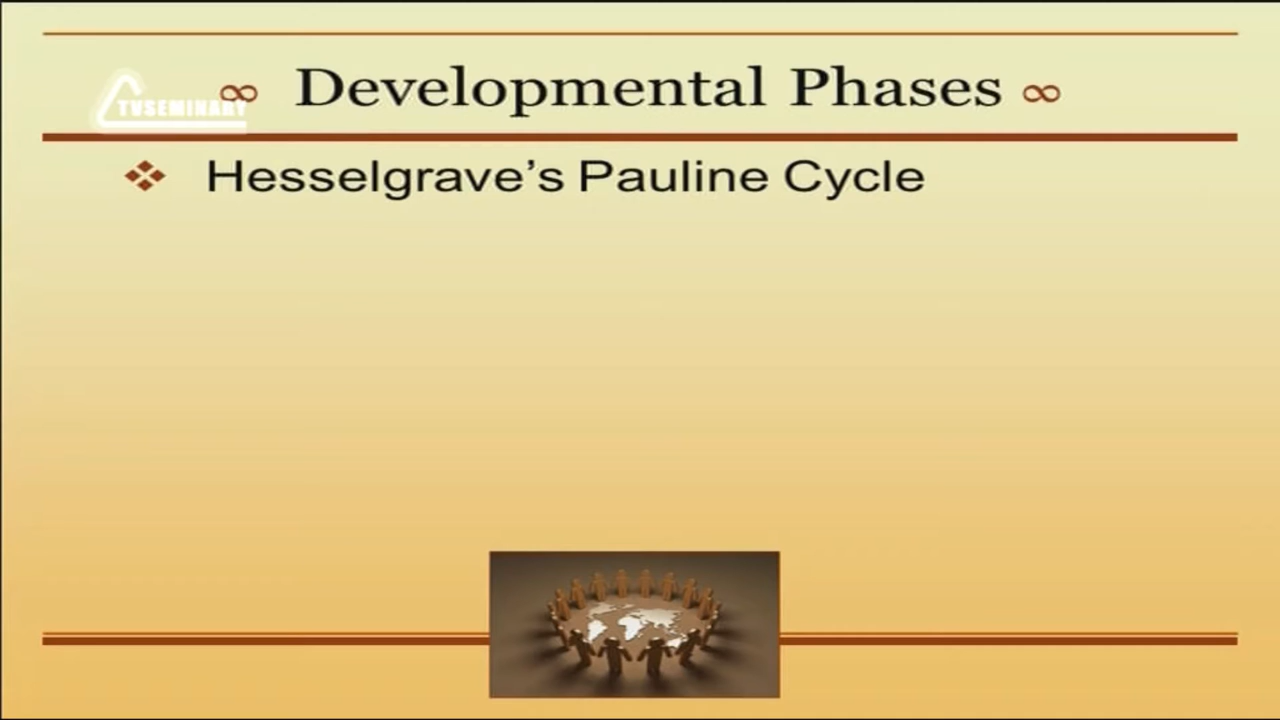 ∞ Developmental Phases ∞
TVSEMINARY
❖ Hesselgrave's Pauline Cycle